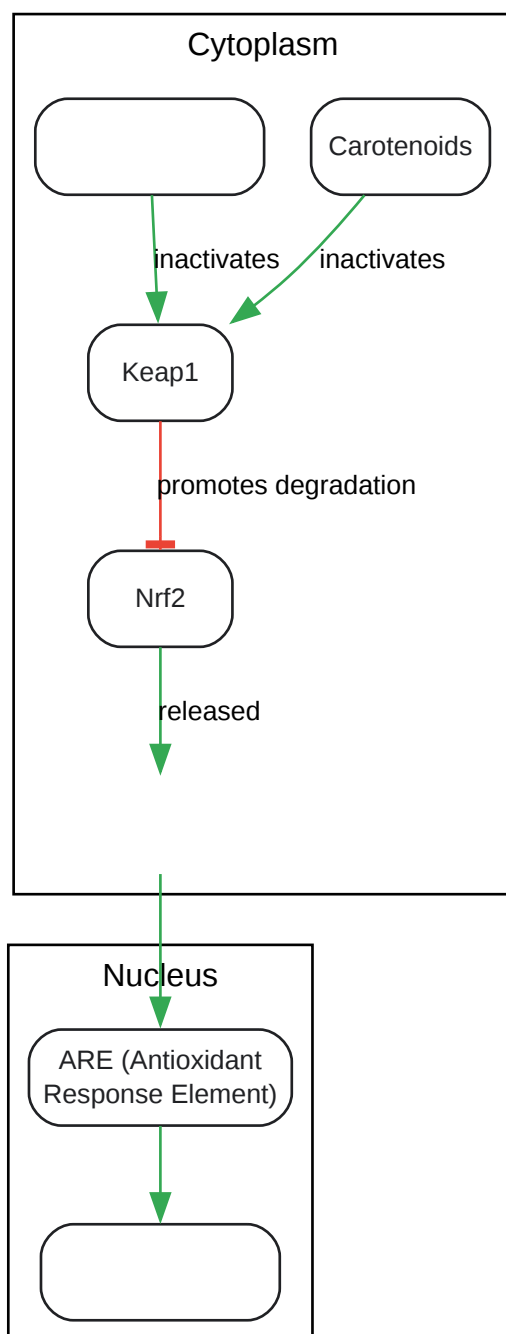 Cytoplasm
Carotenoids
inactivates
inactivates
Keap1
promotes degradation
Nrf2
released
Nucleus
ARE (Antioxidant
Response Element)